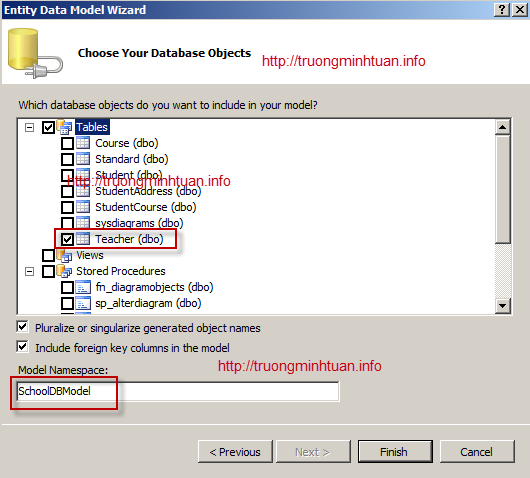 Entity Data Model Wizard
Choose Your Database Objects
http://truongminhtuan.info
Which database objects do you want to include in your model?
Tables
Course (dbo)
Standard (dbo)
Student (dbo)
http://truongminhtuan.info
StudentAddress (dbo)
StudentCourse (dbo)
sysdiagrams (dbo)
Teacher (dbo)
Views
Stored Procedures
fn_diagramobjects (dbo)
sp_alterdiagram (dbo)
Pluralize or singularize generated object names
Include foreign key columns in the model
http://truongminhtuan.info
Model Namespace:
SchoolDBModel
< Previous
Next >
Finish
Cancel